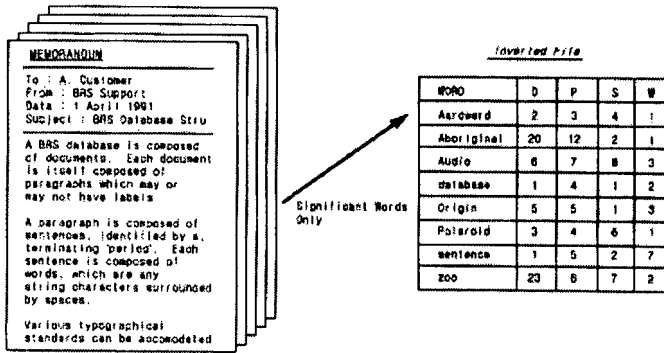 MEMORANDUM
To : A. Customer
From : BRS Support
Data : 1 April 1991
Subject : BRS Database Stru
A BRS database is composed
of documents. Each document
is itself composed of
paragraphs which may or
may not have labels
A paragraph is composed of
sentences, identified by a,
terminating 'period'. Each
sentence is composed of
words, which are any
string characters surrounded
by spaces.
Various typographical
standards can be accomodated
Significant Words
Only
Inverted File
WORD D P S W
Aardward 2 3 4 1
Aboriginal 20 12 2 1
Audio 6 7 8 3
database 1 4 1 2
Origin 5 5 1 3
Polaroid 3 4 6 1
sentence 1 5 2 7
zoo 23 6 7 2